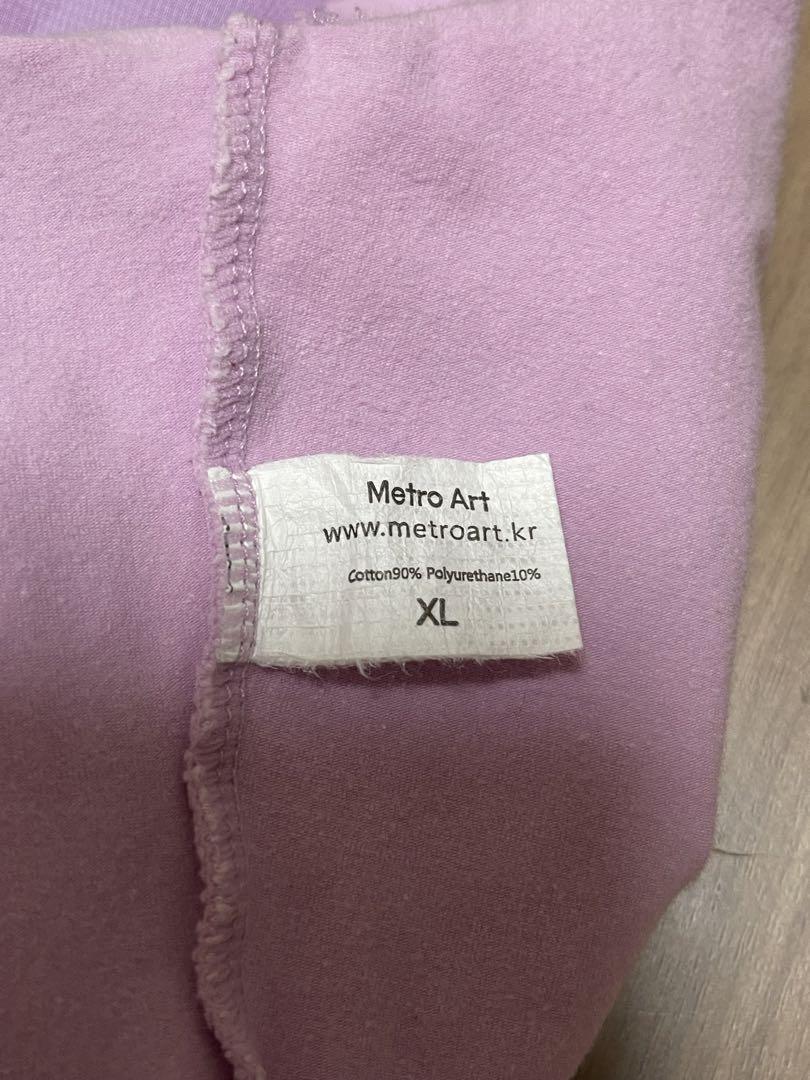 Metro Art
www.metroart.kr
Cotton90% Polyurethane10%
XL